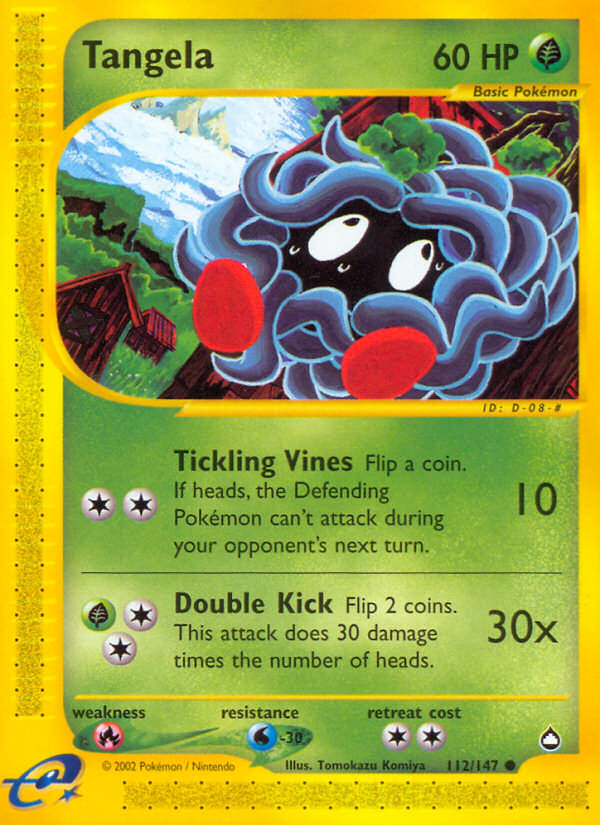 Tangela
60 HP
Basic Pokémon
ID: D-08-#
Tickling Vines Flip a coin.
If heads, the Defending
Pokémon can't attack during
your opponent's next turn.
10
Double Kick Flip 2 coins.
This attack does 30 damage
times the number of heads.
30x
weakness
resistance
retreat cost
-30
© 2002 Pokémon / Nintendo
Illus. Tomokazu Komiya
112/147
e